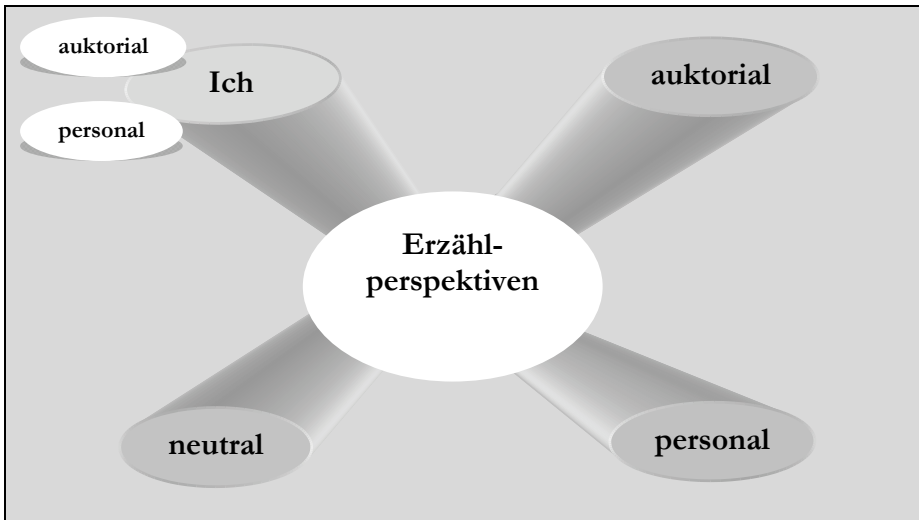 auktorial
Ich
auktorial
personal
Erzähl-
perspektiven
neutral
personal